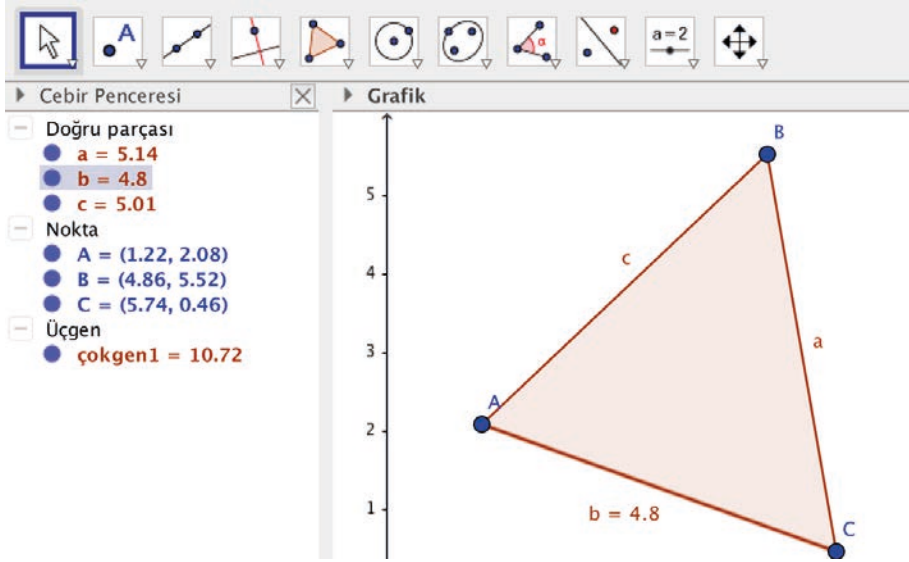 A
α
a=2
Cebir Penceresi
Grafik
Doğru parçası
a = 5.14
b = 4.8
c = 5.01
Nokta
A = (1.22, 2.08)
B = (4.86, 5.52)
C = (5.74, 0.46)
Üçgen
çokgen1 = 10.72
B
5
c
4
3
a
A
2
1
b = 4.8
C